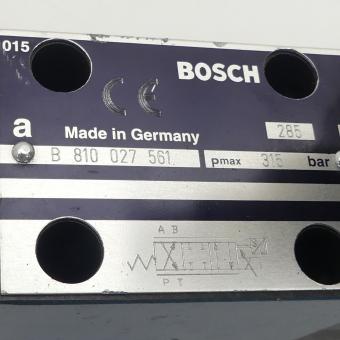 015
BOSCH
CE
a Made in Germany 285
B 810 027 561 pmax 315 bar
A B
P T